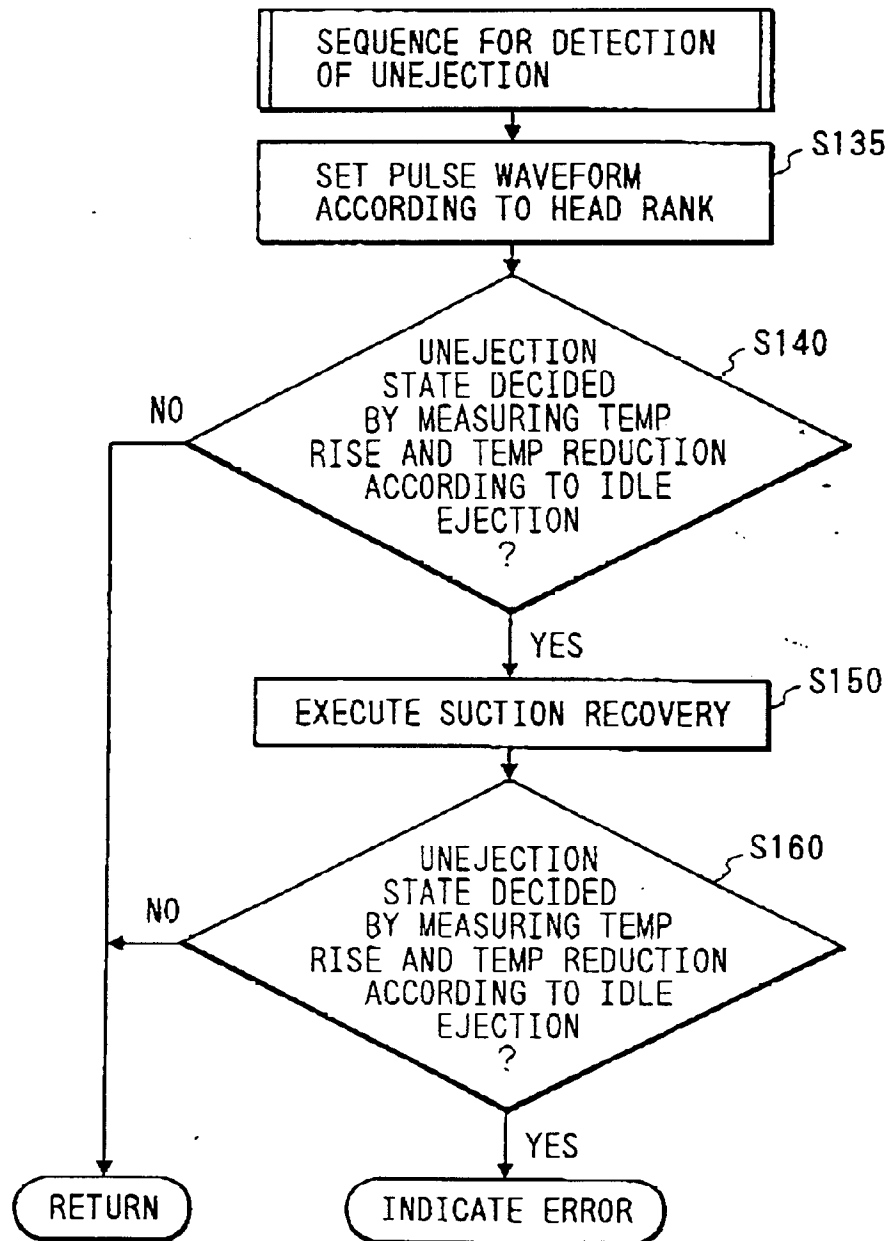 SEQUENCE FOR DETECTION
OF UNEJECTION
S135
SET PULSE WAVEFORM
ACCORDING TO HEAD RANK
S140
UNEJECTION
STATE DECIDED
BY MEASURING TEMP
RISE AND TEMP REDUCTION
ACCORDING TO IDLE
EJECTION
?
NO
YES
S150
EXECUTE SUCTION RECOVERY
S160
UNEJECTION
STATE DECIDED
BY MEASURING TEMP
RISE AND TEMP REDUCTION
ACCORDING TO IDLE
EJECTION
?
NO
YES
RETURN
INDICATE ERROR